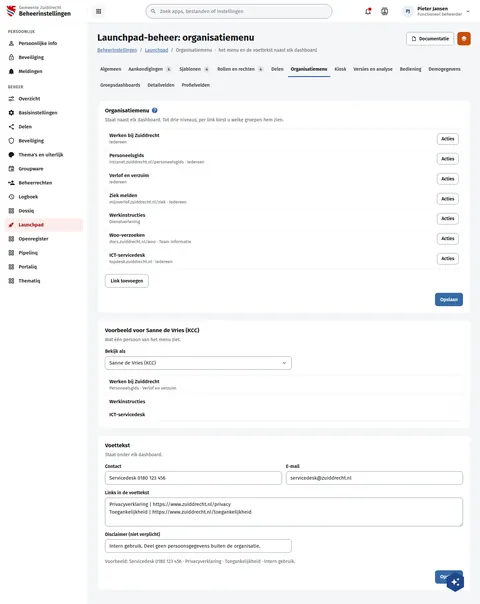 Gemeente Zuiddrecht
Beheerinstellingen
Zoek apps, bestanden of instellingen
PJ
Pieter Jansen
Functioneel beheerder
PERSOONLIJK
Persoonlijke info
Beveiliging
Meldingen
BEHEER
Overzicht
Basisinstellingen
Delen
Beveiliging
Thema's en uiterlijk
Groupware
Beheerrechten
Logboek
Dossiq
Launchpad
Openregister
Pipelinq
Portaliq
Thematiq
Launchpad-beheer: organisatiemenu
Documentatie
Beheerinstellingen / Launchpad / Organisatiemenu · het menu en de voettekst naast elk dashboard
Algemeen Aankondigingen Sjablonen Rollen en rechten Delen Organisatiemenu Kiosk Versies en analyse Bediening Demogegevens
Groepsdashboards Detailvelden Profielvelden
Organisatiemenu ?
Staat naast elk dashboard. Tot drie niveaus; per link kiest u welke groepen hem zien.
Werken bij Zuiddrecht
Iedereen
Acties
Personeelsgids
intranet.zuiddrecht.nl/personeelsgids · Iedereen
Acties
Verlof en verzuim
Iedereen
Acties
Ziek melden
mijnverlof.zuiddrecht.nl/ziek · Iedereen
Acties
Werkinstructies
Dienstverlening
Acties
Woo-verzoeken
docs.zuiddrecht.nl/woo · Team Informatie
Acties
ICT-servicedesk
topdesk.zuiddrecht.nl · Iedereen
Acties
Link toevoegen
Opslaan
Voorbeeld voor Sanne de Vries (KCC)
Wat één persoon van het menu ziet.
Bekijk als
Sanne de Vries (KCC)
Werken bij Zuiddrecht
Personeelsgids · Verlof en verzuim
Werkinstructies
ICT-servicedesk
Voettekst
Staat onder elk dashboard.
Contact
Servicedesk 0180 123 456
E-mail
servicedesk@zuiddrecht.nl
Links in de voettekst
Privacyverklaring | https://www.zuiddrecht.nl/privacy
Toegankelijkheid | https://www.zuiddrecht.nl/toegankelijkheid
Disclaimer (niet verplicht)
Intern gebruik. Deel geen persoonsgegevens buiten de organisatie.
Voorbeeld: Servicedesk 0180 123 456 · Privacyverklaring · Toegankelijkheid · Intern gebruik.